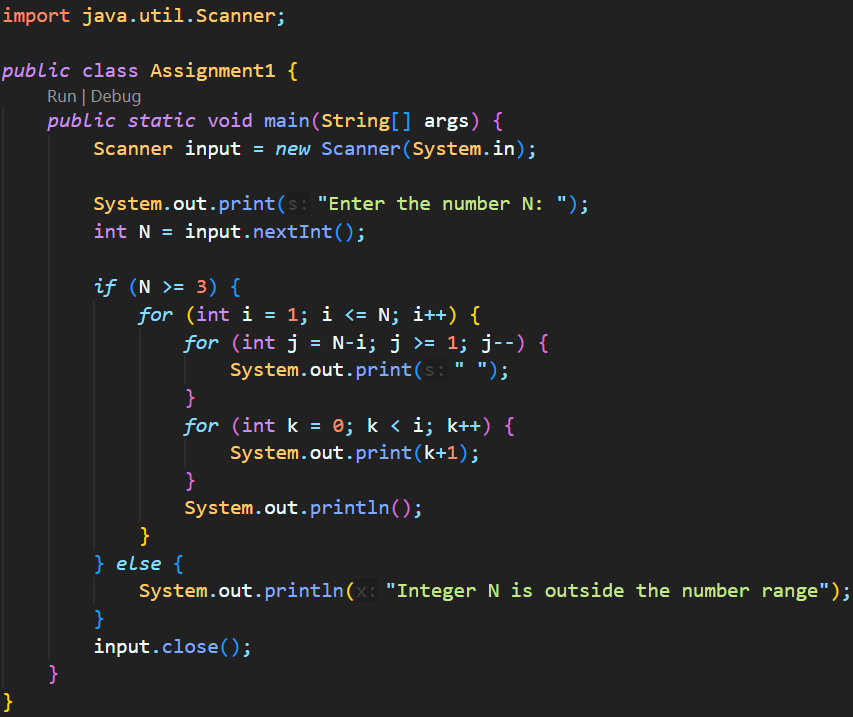 import java.util.Scanner;
public class Assignment1 {
Run | Debug
public static void main(String[] args) {
Scanner input = new Scanner(System.in);
System.out.print(s: "Enter the number N: ");
int N = input.nextInt();
if (N >= 3) {
for (int i = 1; i <= N; i++) {
for (int j = N-i; j >= 1; j--) {
System.out.print(s: " ");
}
for (int k = 0; k < i; k++) {
System.out.print(k+1);
}
System.out.println();
}
} else {
System.out.println(x: "Integer N is outside the number range");
}
input.close();
}
}